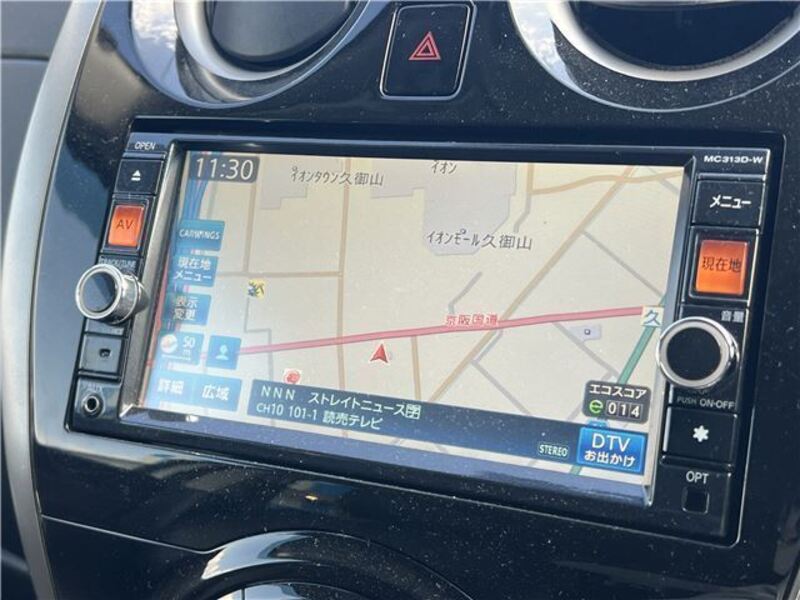 OPEN
MC313D-W
11:30
イオンタウン久御山
イオン
メニュー
AV
CARWINGS
イオンモール久御山
現在地
メニュー
現在地
表示
変更
京阪国道
久
音量
50
m
詳細
広域
NNN ストレイトニュース字
CH10 101-1 読売テレビ
エコスコア
014
PUSH ON-OFF
AUX
STEREO
DTV
お出かけ
OPT